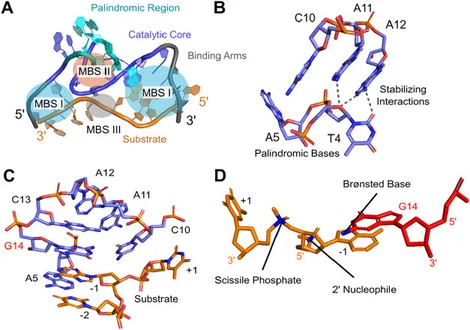 A
Palindromic Region
Catalytic Core
MBS II
Binding Arms
MBS I
MBS I
5'
3'
MBS III
Substrate
5'
3'
B
A11
C10
A12
Stabilizing
Interactions
A5
T4
Palindromic Bases
C
A12
C13
A11
G14
C10
A5
-1
+1
-2
Substrate
D
Brønsted Base
+1
G14
5'
3'
5'
-1
3'
Scissile Phosphate
2' Nucleophile